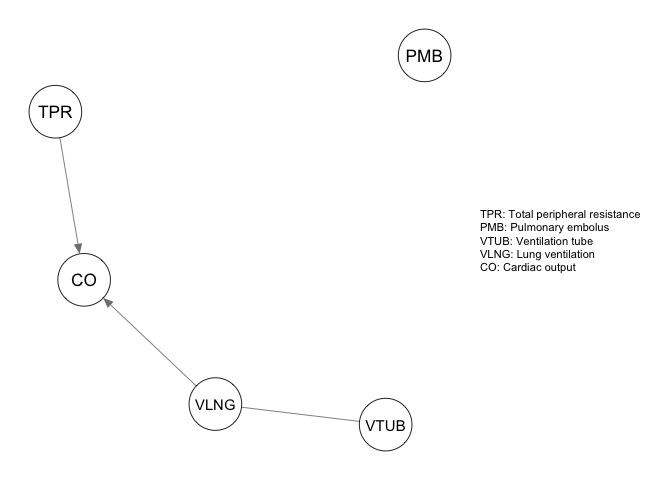 PMB
TPR
TPR: Total peripheral resistance
PMB: Pulmonary embolus
VTUB: Ventilation tube
VLNG: Lung ventilation
CO: Cardiac output
CO
VLNG
VTUB